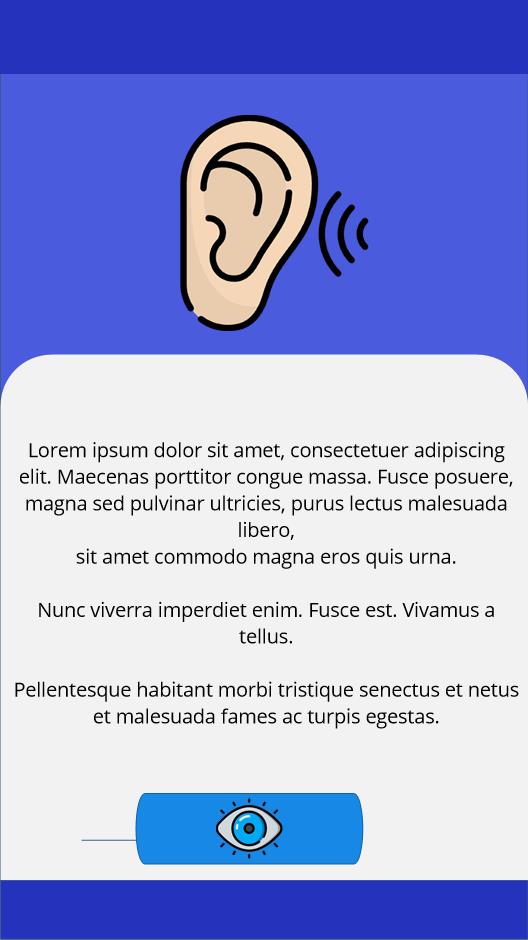 Lorem ipsum dolor sit amet, consectetuer adipiscing
elit. Maecenas porttitor congue massa. Fusce posuere,
magna sed pulvinar ultricies, purus lectus malesuada
libero,
sit amet commodo magna eros quis urna.
Nunc viverra imperdiet enim. Fusce est. Vivamus a
tellus.
Pellentesque habitant morbi tristique senectus et netus
et malesuada fames ac turpis egestas.